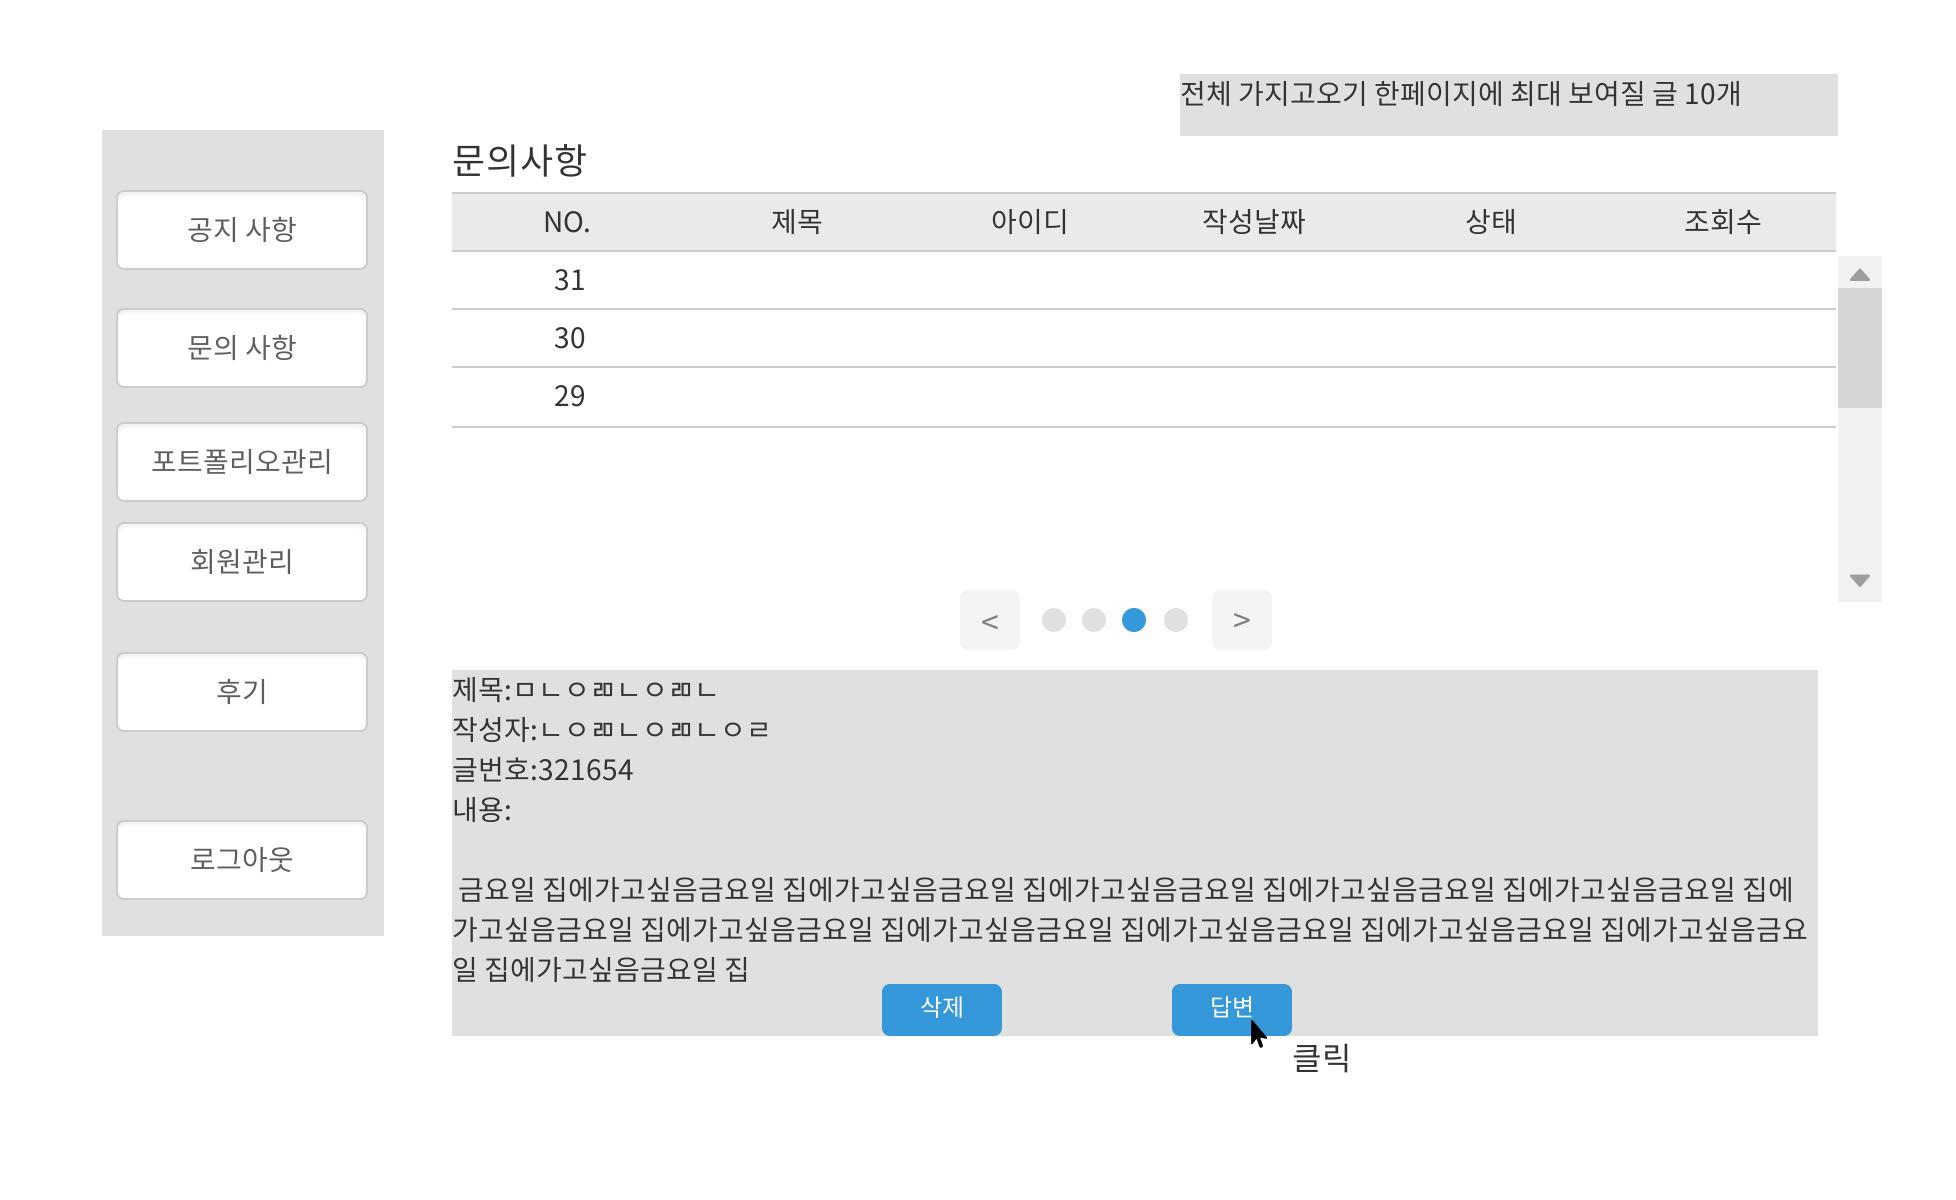 전체 가지고오기 한페이지에 최대 보여질 글 10개
공지 사항
문의 사항
포트폴리오관리
회원관리
후기
로그아웃
문의사항
NO. 제목 아이디 작성날짜 상태 조회수
31
30
29
< >
제목:ㅁㄴㅇㄻㄴㅇㄻㄴ
작성자:ㄴㅇㄻㄴㅇㄻㄴㅇㄹ
글번호:321654
내용:
금요일 집에가고싶음금요일 집에가고싶음금요일 집에가고싶음금요일 집에가고싶음금요일 집에가고싶음금요일 집에
가고싶음금요일 집에가고싶음금요일 집에가고싶음금요일 집에가고싶음금요일 집에가고싶음금요일 집에가고싶음금요
일 집에가고싶음금요일 집
삭제 답변
클릭